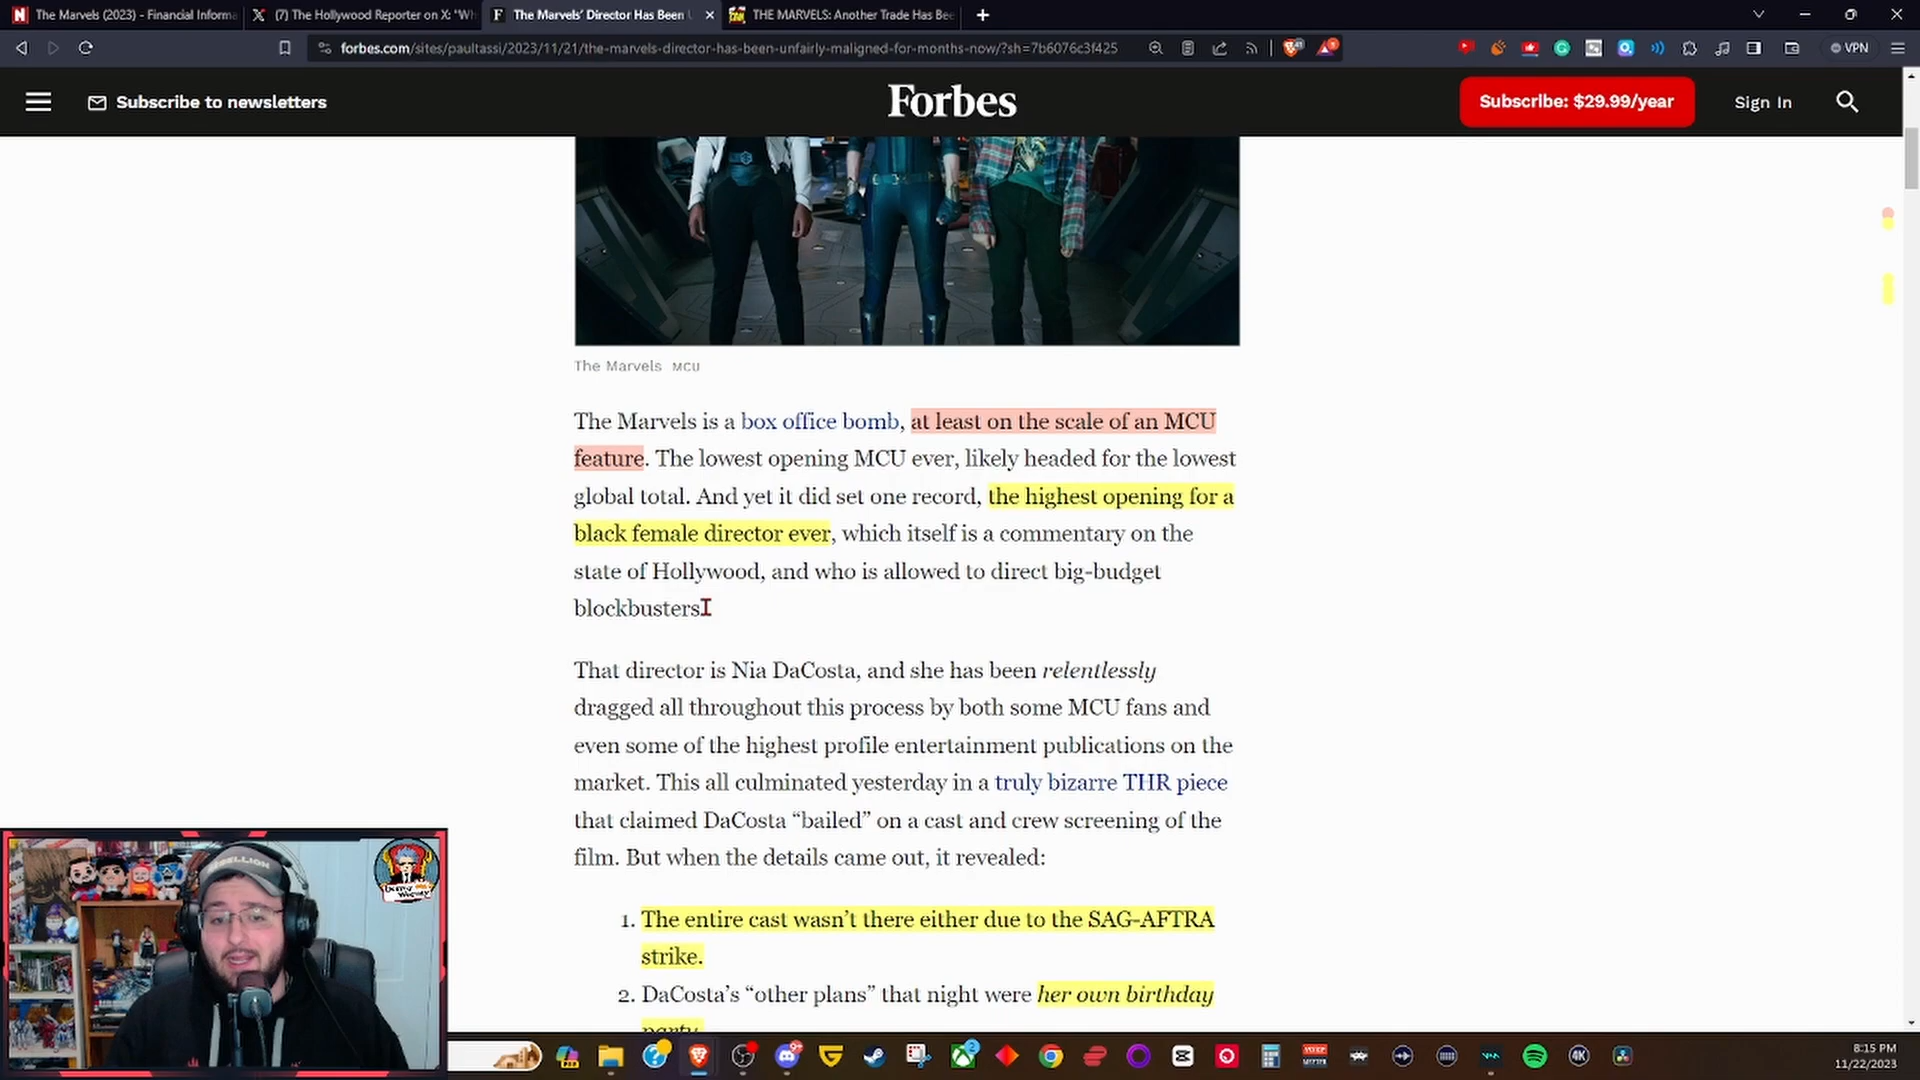 The Marvels (2023) - Financial Informa
(7) The Hollywood Reporter on X: "Wh
The Marvels' Director Has Been U
THE MARVELS: Another Trade Has Bee
forbes.com/sites/paultassi/2023/11/21/the-marvels-director-has-been-unfairly-maligned-for-months-now/?sh=7b6076c3f425
VPN
Subscribe to newsletters
Forbes
Subscribe: $29.99/year
Sign In
The Marvels MCU
The Marvels is a box office bomb, at least on the scale of an MCU
feature. The lowest opening MCU ever, likely headed for the lowest
global total. And yet it did set one record, the highest opening for a
black female director ever, which itself is a commentary on the
state of Hollywood, and who is allowed to direct big-budget
blockbusters
That director is Nia DaCosta, and she has been relentlessly
dragged all throughout this process by both some MCU fans and
even some of the highest profile entertainment publications on the
market. This all culminated yesterday in a truly bizarre THR piece
that claimed DaCosta “bailed” on a cast and crew screening of the
film. But when the details came out, it revealed:
1. The entire cast wasn’t there either due to the SAG-AFTRA
strike.
2. DaCosta’s “other plans” that night were her own birthday
party.
8:15 PM
11/22/2023